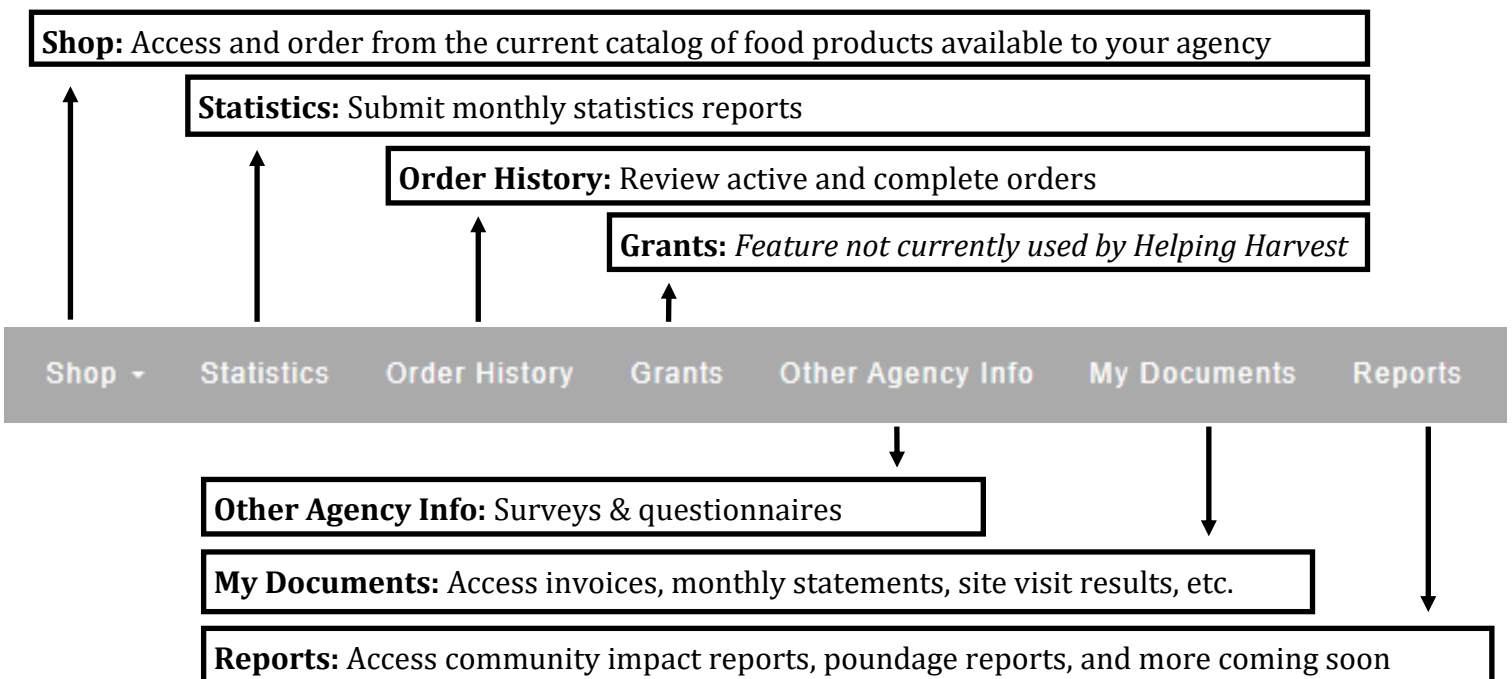 Shop: Access and order from the current catalog of food products available to your agency
Statistics: Submit monthly statistics reports
Order History: Review active and complete orders
Grants: Feature not currently used by Helping Harvest
Shop Statistics Order History Grants Other Agency Info My Documents Reports
Other Agency Info: Surveys & questionnaires
My Documents: Access invoices, monthly statements, site visit results, etc.
Reports: Access community impact reports, poundage reports, and more coming soon